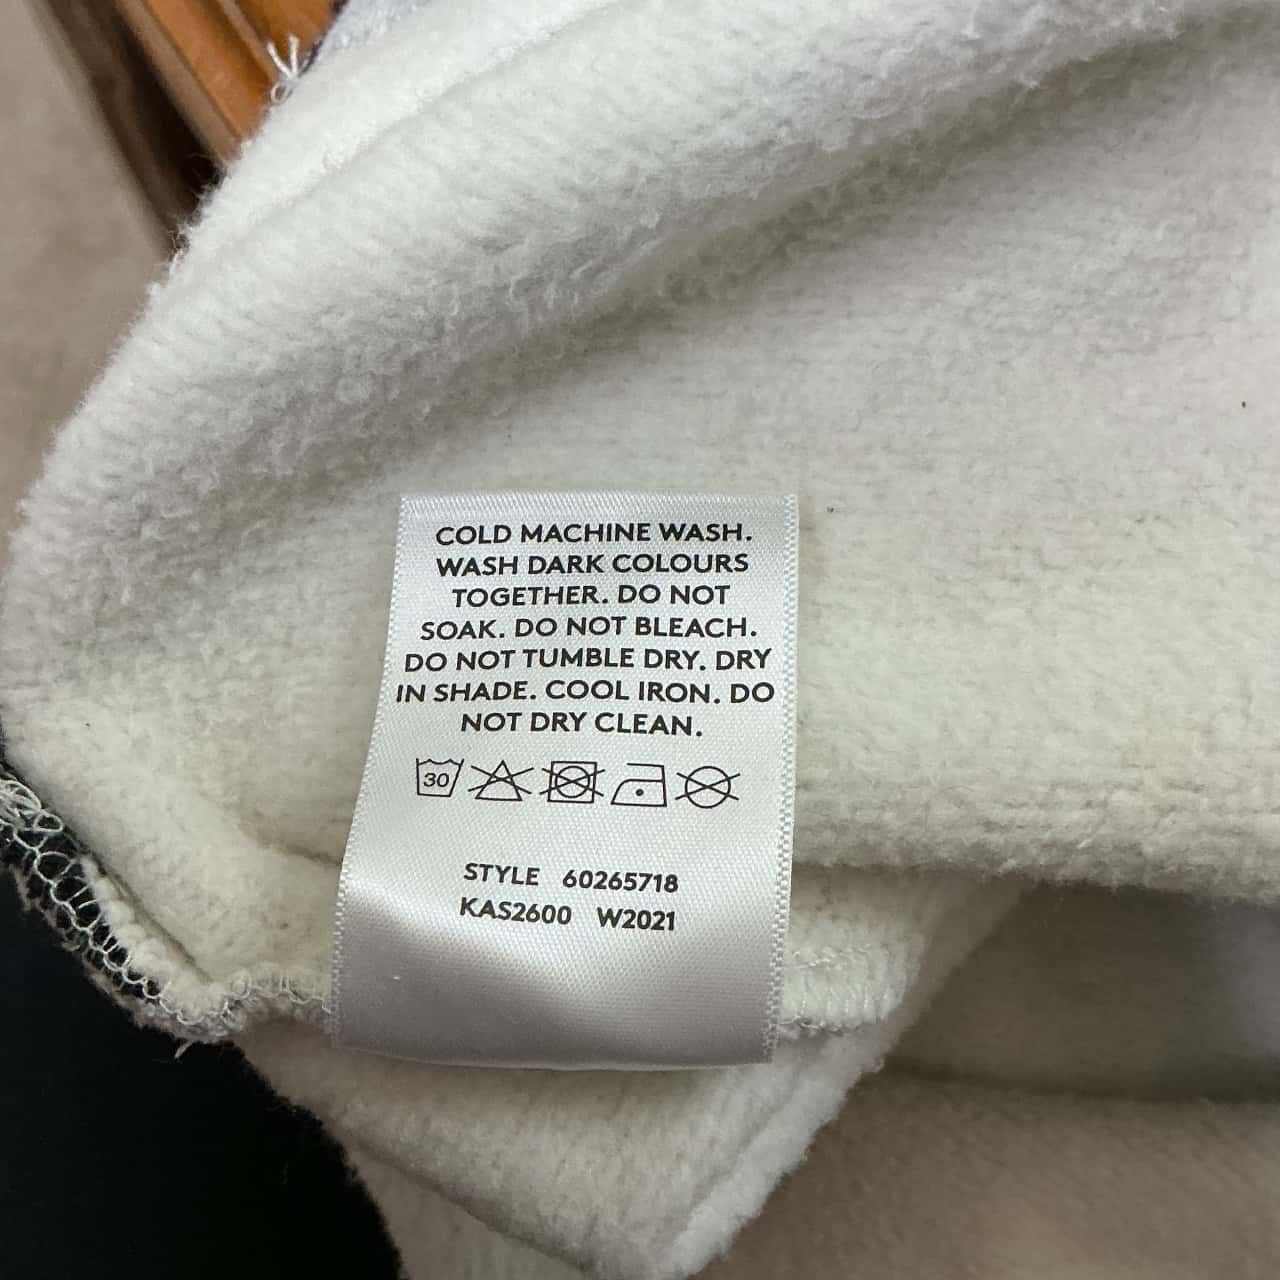 COLD MACHINE WASH.
WASH DARK COLOURS
TOGETHER. DO NOT
SOAK. DO NOT BLEACH.
DO NOT TUMBLE DRY. DRY
IN SHADE. COOL IRON. DO
NOT DRY CLEAN.
30
STYLE 60265718
KAS2600 W2021